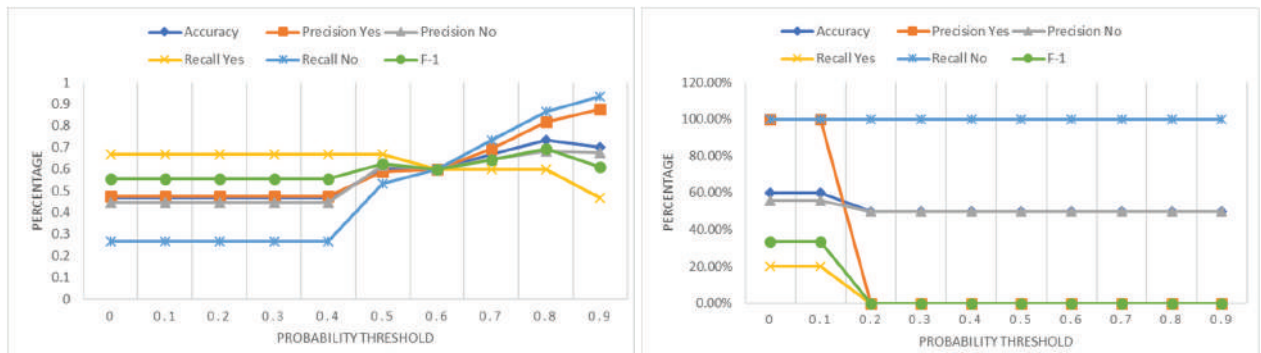 Accuracy Precision Yes Precision No
Recall Yes Recall No F-1
PERCENTAGE
1
0.9
0.8
0.7
0.6
0.5
0.4
0.3
0.2
0.1
0
0 0.1 0.2 0.3 0.4 0.5 0.6 0.7 0.8 0.9
PROBABILITY THRESHOLD
Accuracy Precision Yes Precision No
Recall Yes Recall No F-1
PERCENTAGE
120.00%
100.00%
80.00%
60.00%
40.00%
20.00%
0.00%
0 0.1 0.2 0.3 0.4 0.5 0.6 0.7 0.8 0.9
PROBABILITY THRESHOLD